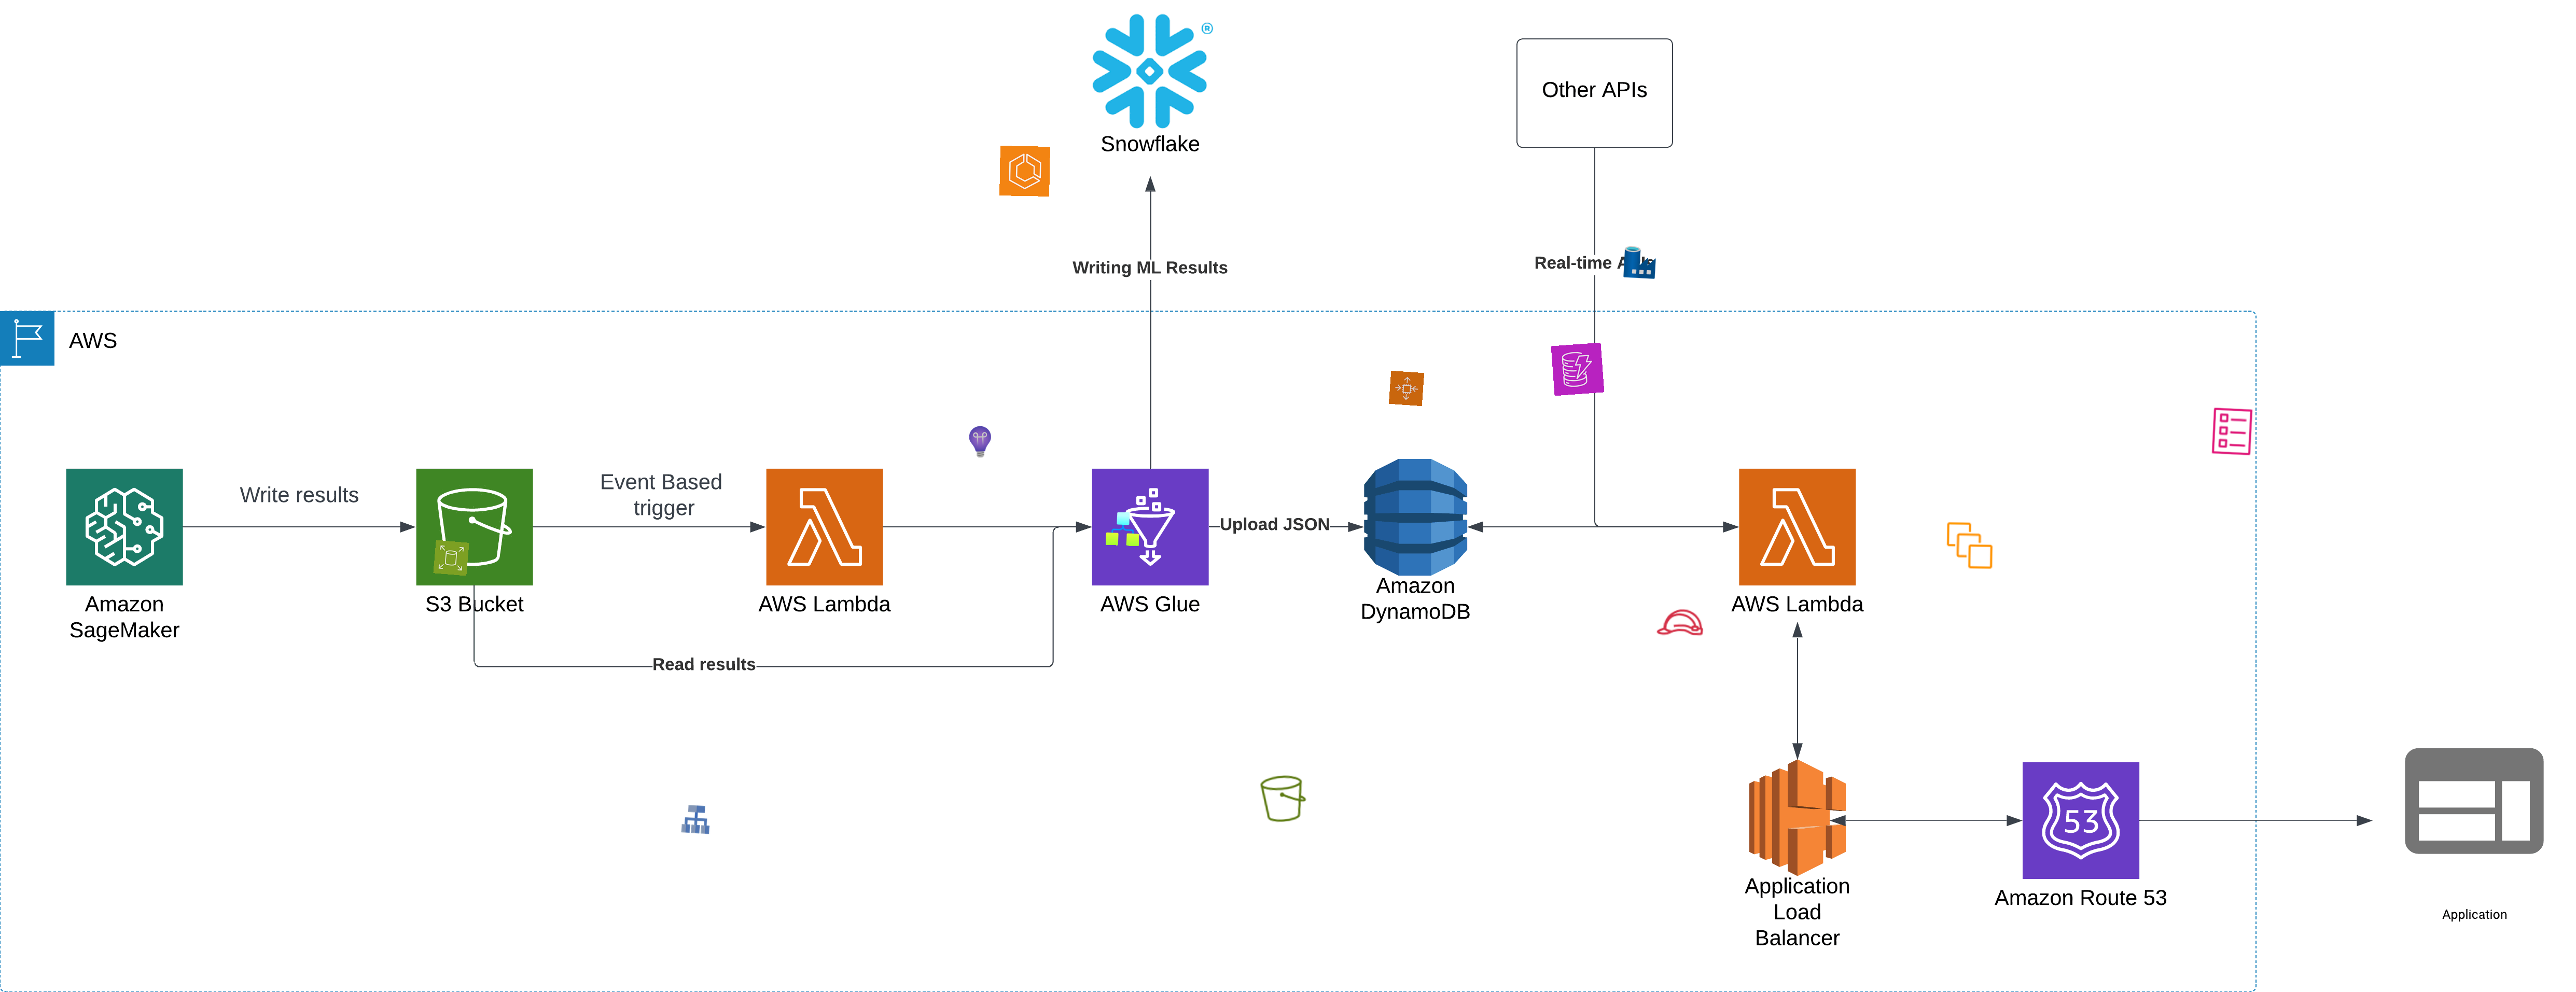 ®
Snowflake
Other APIs
Writing ML Results
Real-time
AWS
Write results
Event Based
trigger
Upload JSON
Amazon
SageMaker
S3 Bucket
AWS Lambda
AWS Glue
Amazon
DynamoDB
AWS Lambda
Read results
53
Application
Load
Balancer
Amazon Route 53
Application